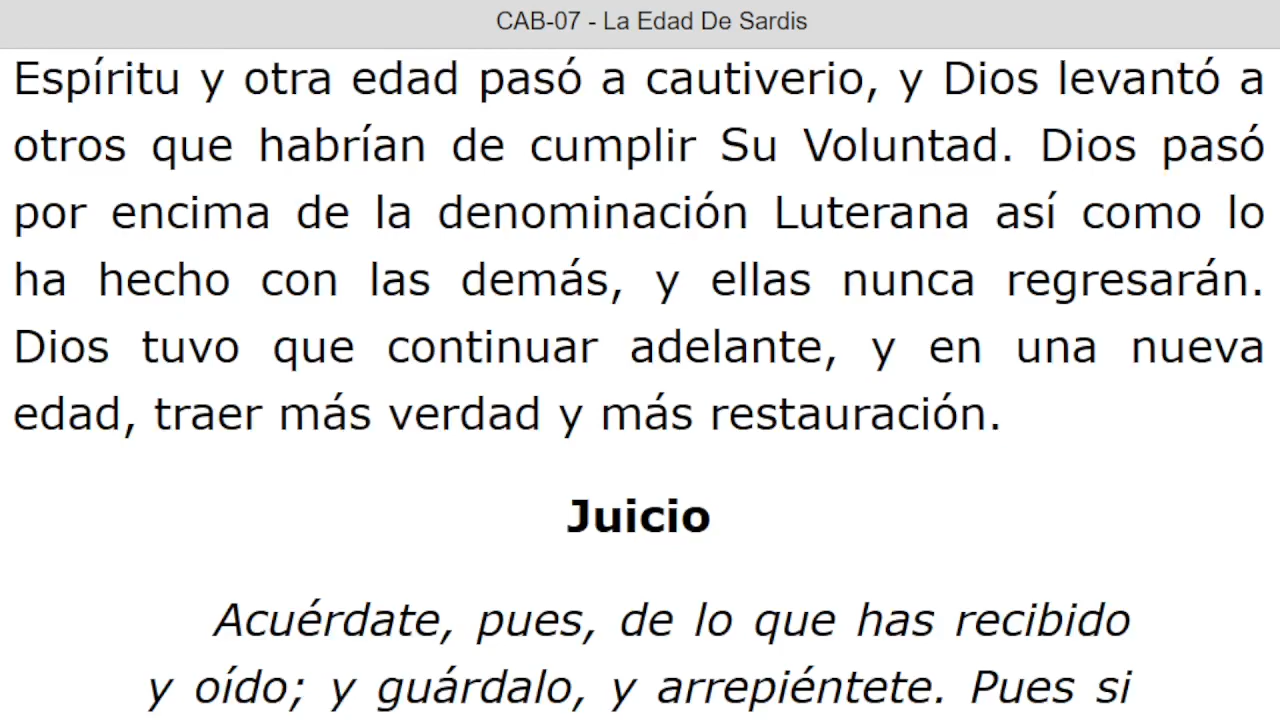 CAB-07 - La Edad De Sardis
Espíritu y otra edad pasó a cautiverio, y Dios levantó a
otros que habrían de cumplir Su Voluntad. Dios pasó
por encima de la denominación Luterana así como lo
ha hecho con las demás, y ellas nunca regresarán.
Dios tuvo que continuar adelante, y en una nueva
edad, traer más verdad y más restauración.
Juicio
Acuérdate, pues, de lo que has recibido
y oído; y guárdalo, y arrepiéntete. Pues si